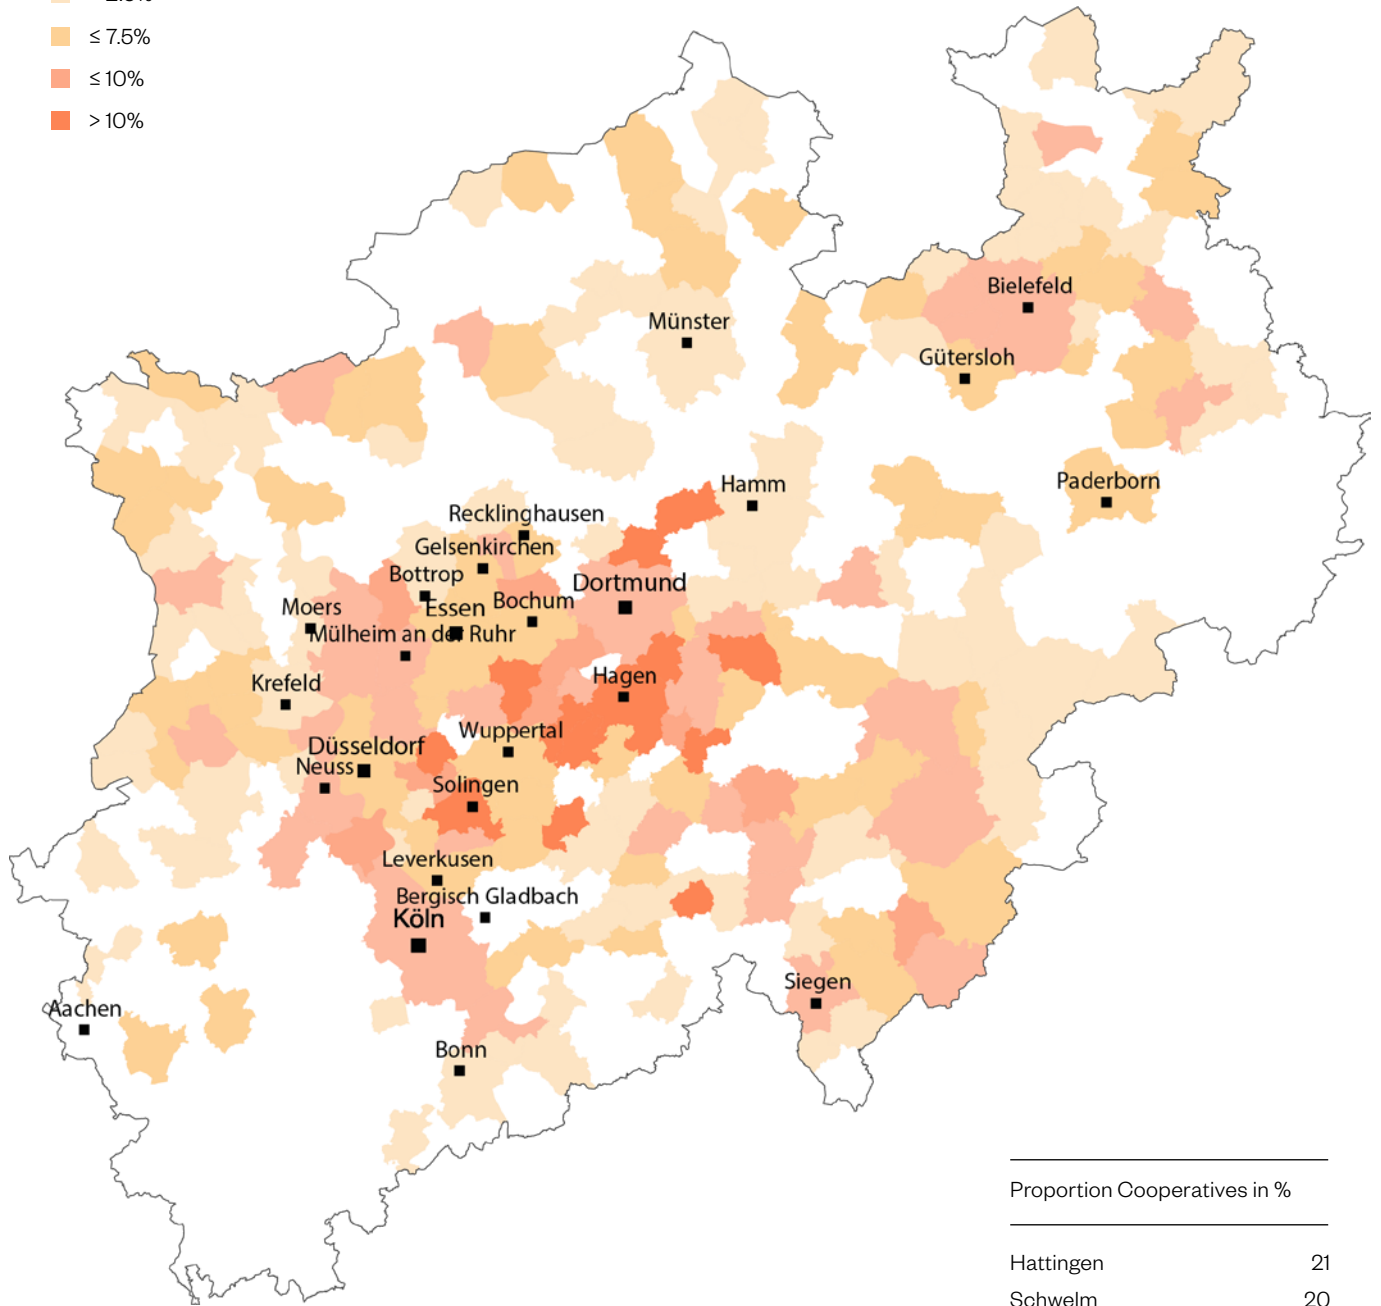 ≤ 7.5%
≤ 10%
> 10%
Bielefeld
Münster
Gütersloh
Hamm
Paderborn
Recklinghausen
Gelsenkirchen
Bottrop
Dortmund
Moers
Essen
Bochum
Mülheim an der Ruhr
Krefeld
Hagen
Wuppertal
Düsseldorf
Neuss
Solingen
Leverkusen
Bergisch Gladbach
Köln
Siegen
Aachen
Bonn
Proportion Cooperatives in %
Hattingen 21
Schwelm 20